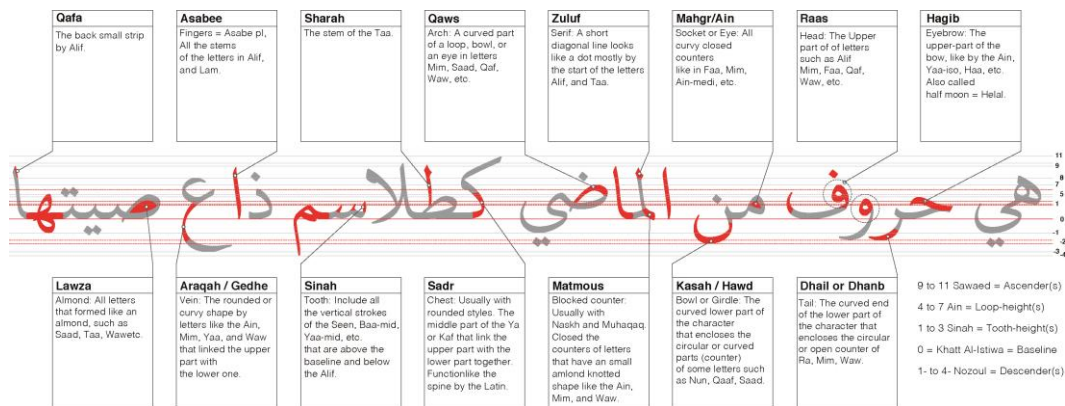 Qafa
The back small strip
by Alif.
Asabee
Fingers = Asabe pl,
All the stems
of the letters in Alif,
and Lam.
Sharah
The stem of the Taa.
Qaws
Arch: A curved part
of a loop, bowl, or
an eye in letters
Mim, Saad, Qaf,
Waw, etc.
Zuluf
Serif: A short
diagonal line looks
like a dot mostly by
the start of the letters
Alif, and Taa.
Mahgr/Ain
Socket or Eye: All
curvy closed
counters
like in Faa, Mim,
Ain-medi, etc.
Raas
Head: The Upper
part of of letters
such as Alif
Mim, Faa, Qaf,
Waw, etc.
Hagib
Eyebrow: The
upper-part of the
bow, like by the Ain,
Yaa-iso, Haa, etc.
Also called
half moon = Helal.
هي حروف من الماضي كطلاسم ذاع صيتها
11
9
8
7
5
1
0
-1
-2
-3
-4
Lawza
Almond: All letters
that formed like an
almond, such as
Saad, Taa, Wawetc.
Araqah / Gedhe
Vein: The rounded or
curvy shape by
letters like the Ain,
Mim, Yaa, and Waw
that linked the upper
part with
the lower one.
Sinah
Tooth: Include all
the vertical strokes
of the Seen, Baa-mid,
Yaa-mid, etc.
that are above the
baseline and below
the Alif.
Sadr
Chest: Usually with
rounded styles. The
middle part of the Ya
or Kaf that link the
upper part with the
lower part together.
Functionlike the
spine by the Latin.
Matmous
Blocked counter:
Usually with
Naskh and Muhaqaq.
Closed the
counters of letters
that have an small
amlond knotted
shape like the Ain,
Mim, and Waw.
Kasah / Hawd
Bowl or Girdle: The
curved lower part of
the character
that encloses the
circular or curved
parts (counter)
of some letters such
as Nun, Qaaf, Saad.
Dhail or Dhanb
Tail: The curved end
of the lower part of
the character that
encloses the circular
or open counter of
Ra, Mim, Waw.
9 to 11 Sawaed = Ascender(s)
4 to 7 Ain = Loop-height(s)
1 to 3 Sinah = Tooth-height(s)
0 = Khatt Al-Istiwa = Baseline
1- to 4- Nozoul = Descender(s)